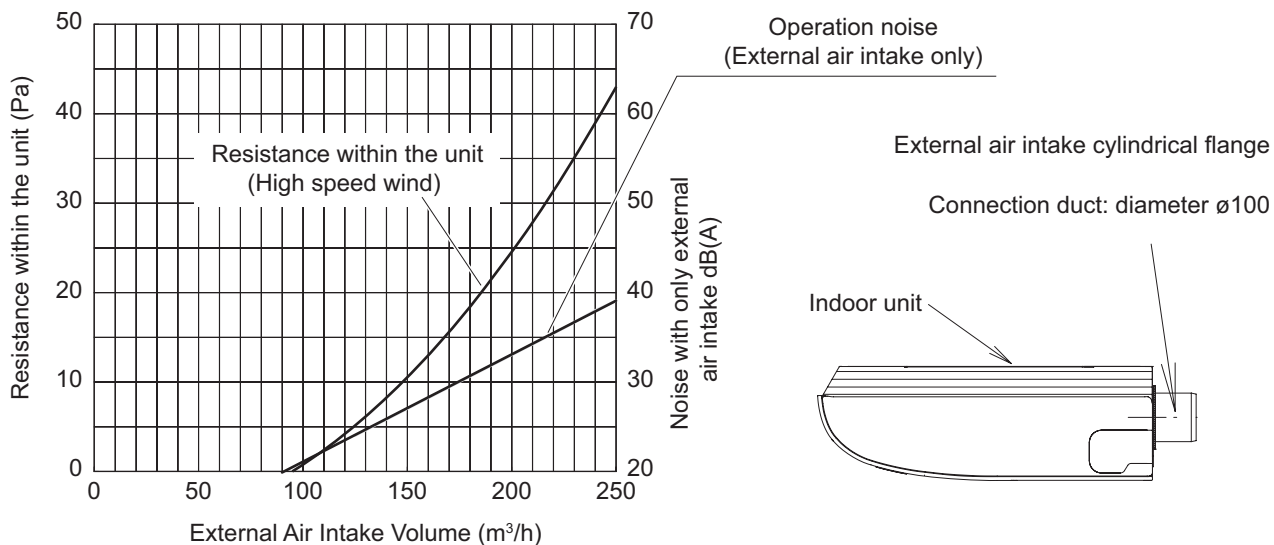 50
40
30
20
10
0
Resistance within the unit (Pa)
0
50
100
150
200
250
External Air Intake Volume (m³/h)
70
60
50
40
30
20
Noise with only external
air intake dB(A)
Resistance within the unit
(High speed wind)
Operation noise
(External air intake only)
External air intake cylindrical flange
Connection duct: diameter ø100
Indoor unit